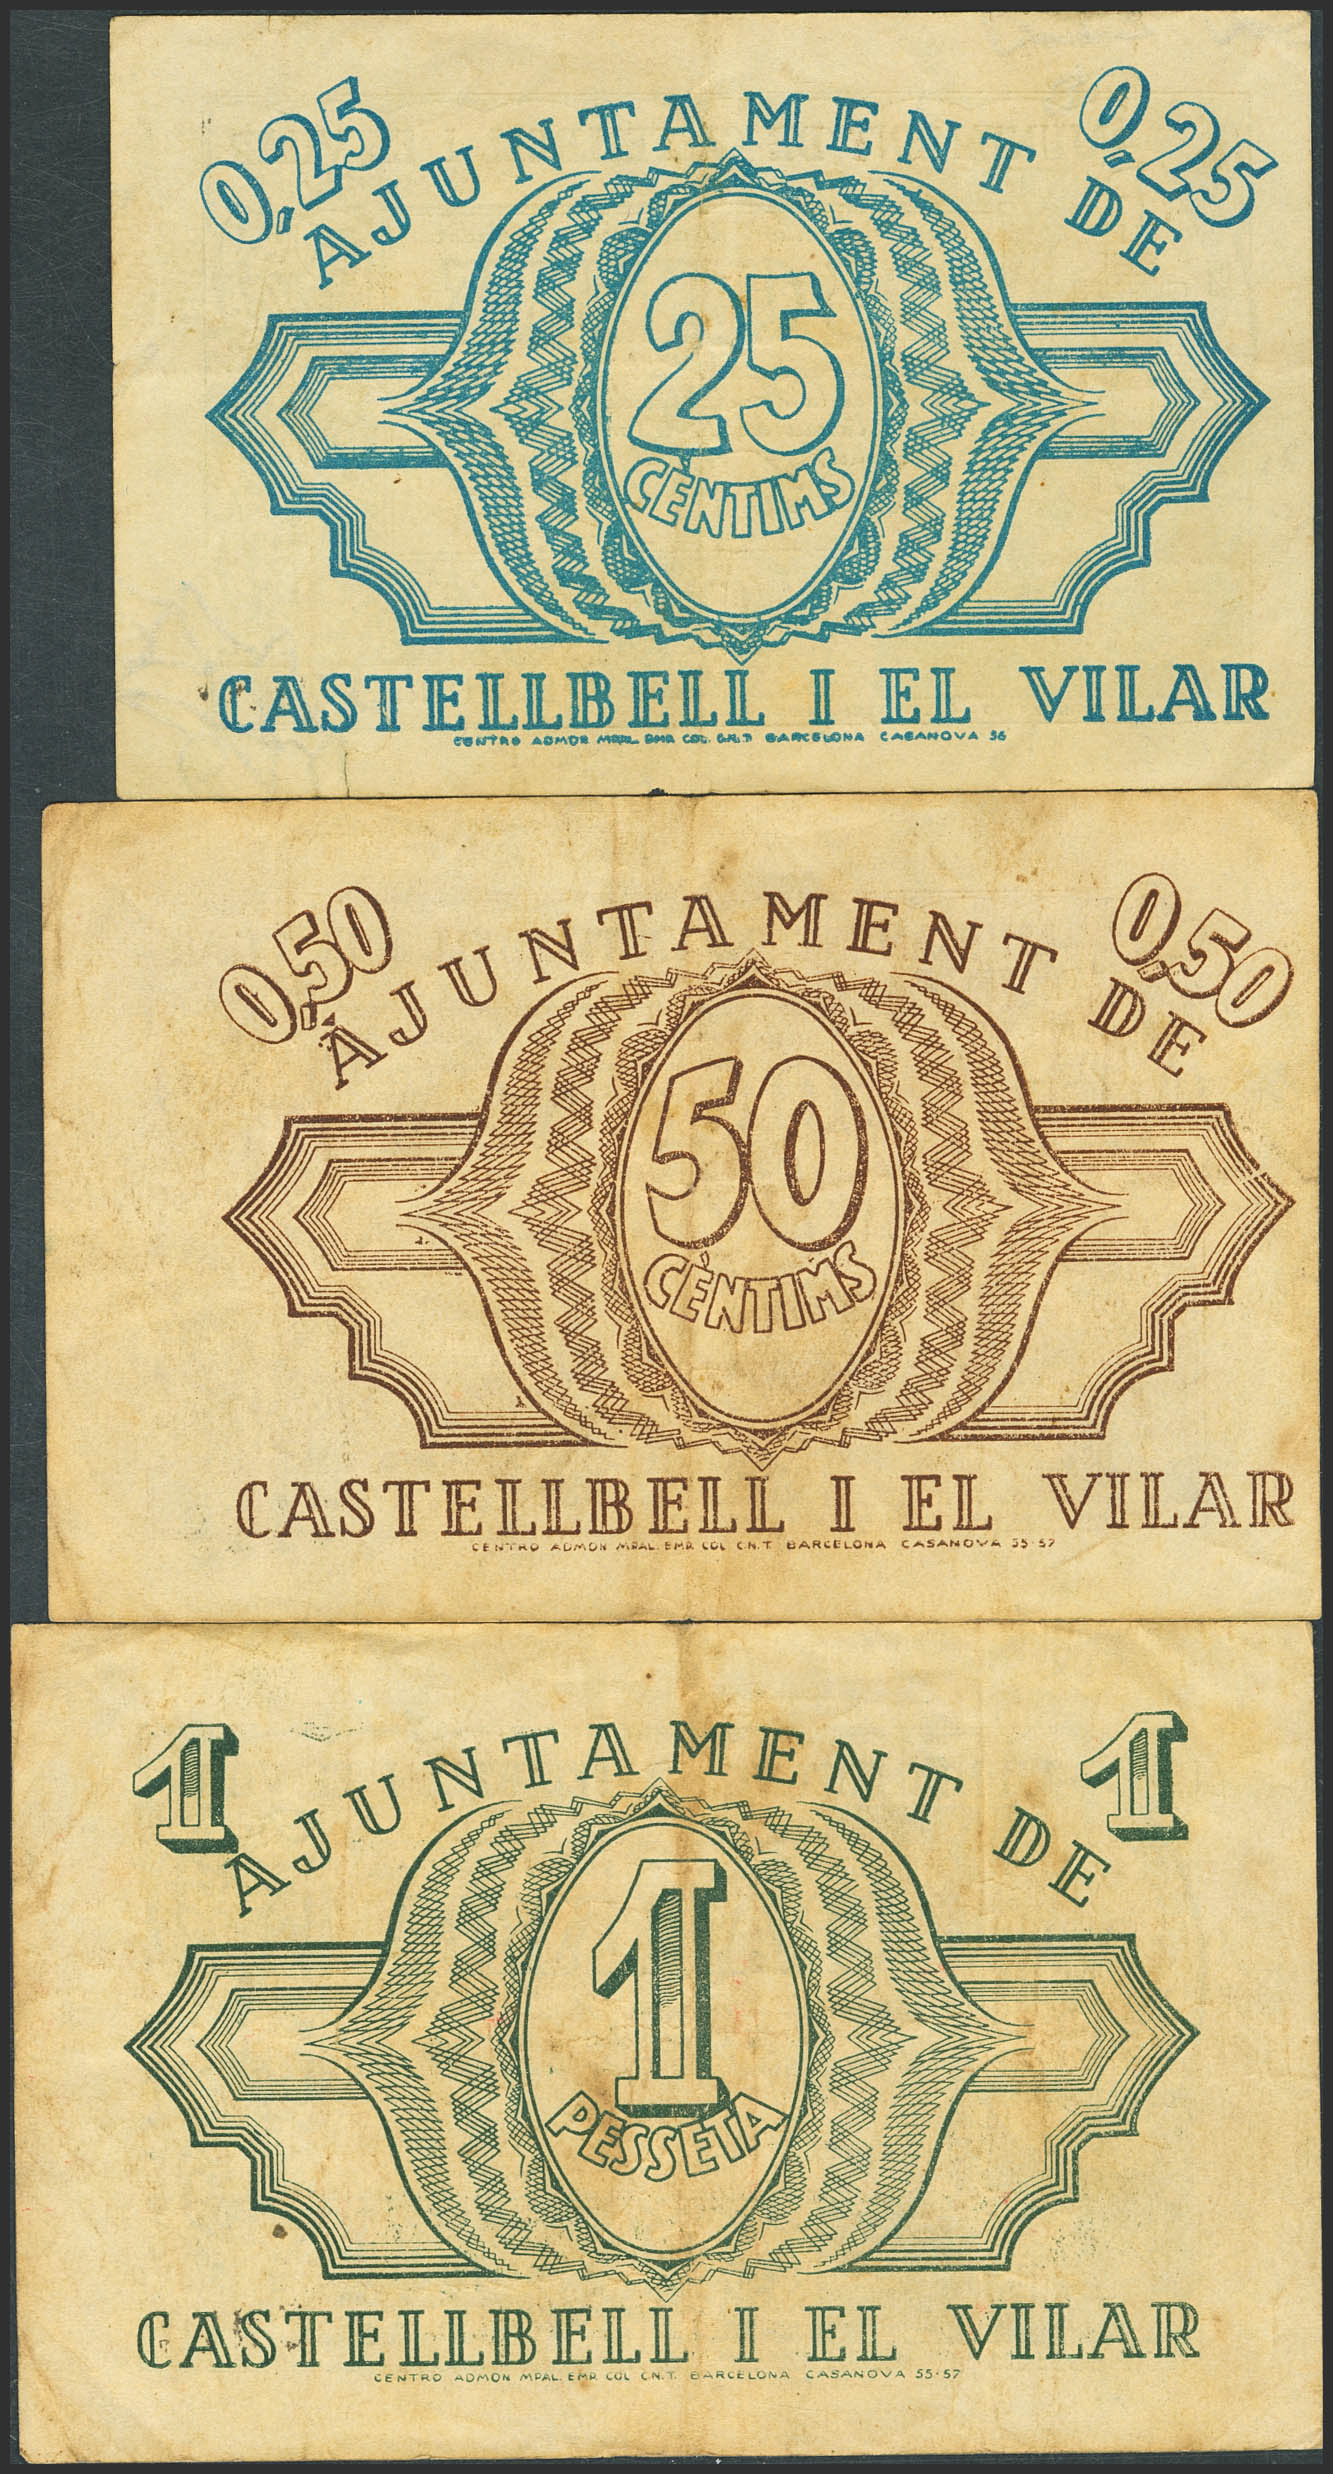 0,25 0,25
AJUNTAMENT DE
25
CÈNTIMS
CASTELLBELL I EL VILAR
CENTRO ADMON MPAL. EMP. COL. C.N.T BARCELONA CASANOVA 56
0,50 0,50
AJUNTAMENT DE
50
CÈNTIMS
CASTELLBELL I EL VILAR
CENTRO ADMON MPAL. EMP. COL C.N.T BARCELONA CASANOVA 55-57
1 1
AJUNTAMENT DE
1
PESSETA
CASTELLBELL I EL VILAR
CENTRO ADMON MPAL. EMP. COL C.N.T. BARCELONA CASANOVA 55-57